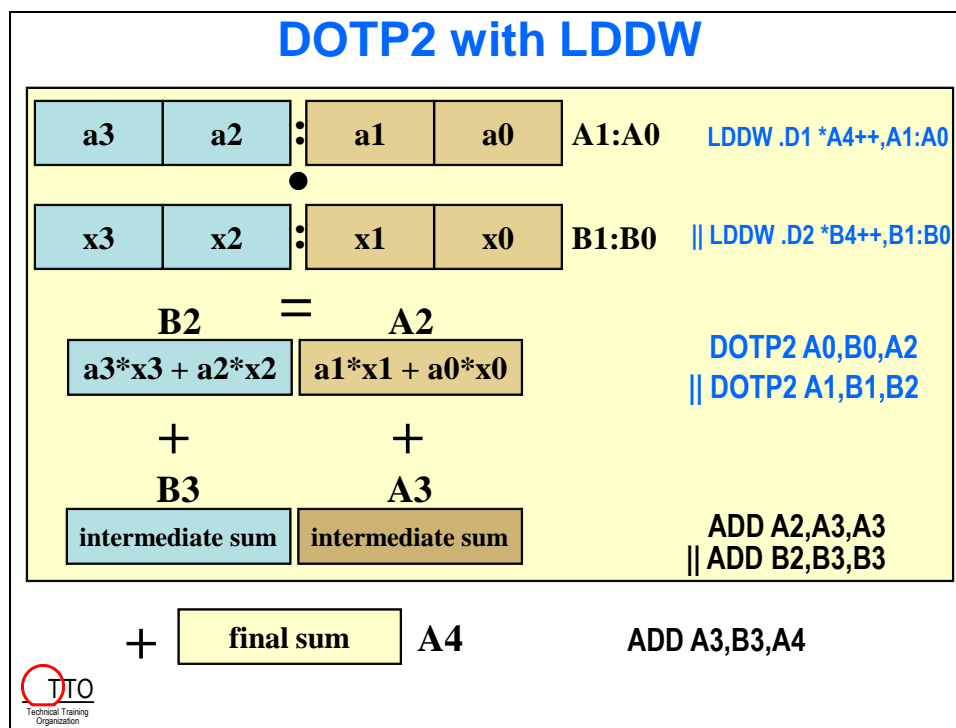 DOTP2 with LDDW
a3 a2 : a1 a0 A1:A0 LDDW .D1 *A4++,A1:A0
•
x3 x2 : x1 x0 B1:B0 || LDDW .D2 *B4++,B1:B0
=
B2 A2
a3*x3 + a2*x2 a1*x1 + a0*x0
DOTP2 A0,B0,A2
|| DOTP2 A1,B1,B2
+ +
B3 A3
intermediate sum intermediate sum
ADD A2,A3,A3
|| ADD B2,B3,B3
+ final sum A4 ADD A3,B3,A4
TTO
Technical Training
Organization